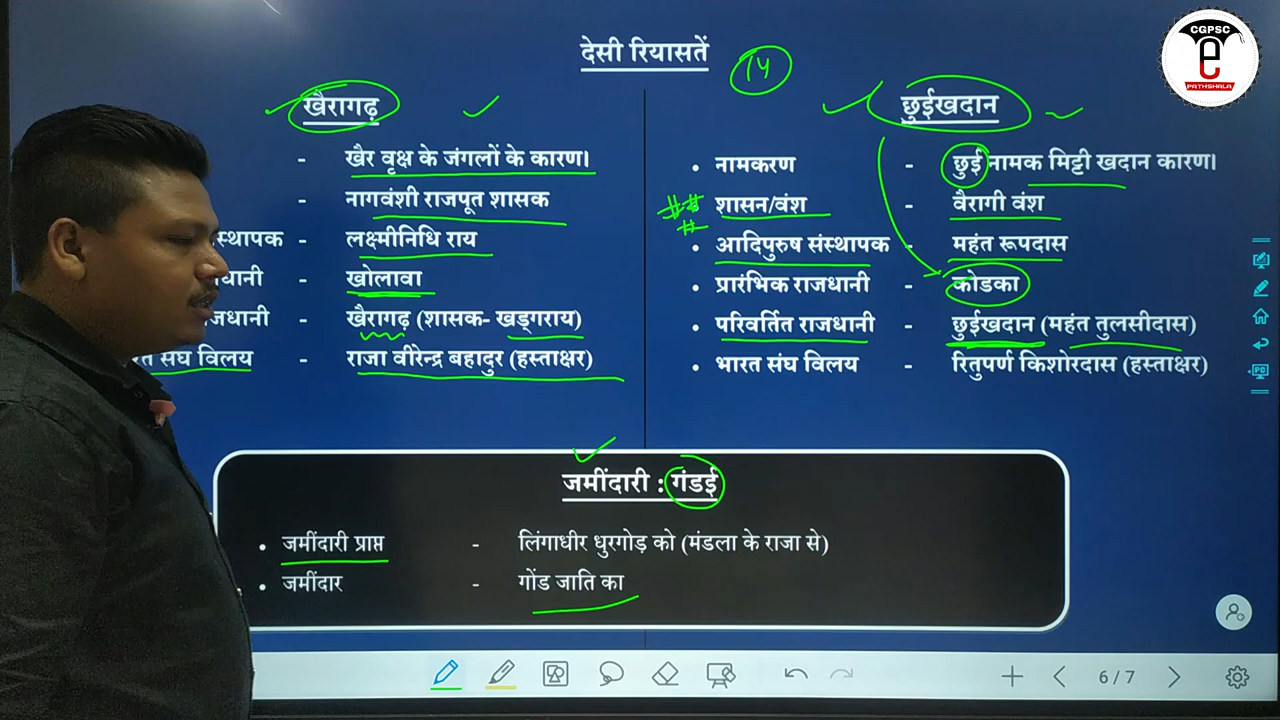 CGPSC
e
PATHSHALA
देसी रियासतें
14
खैरागढ़
- खैर वृक्ष के जंगलों के कारण।
- नागवंशी राजपूत शासक
स्थापक - लक्ष्मीनिधि राय
धानी - खोलावा
जधानी - खैरागढ़ (शासक- खड्गराय)
रत संघ विलय - राजा वीरेन्द्र बहादुर (हस्ताक्षर)
छुईखदान
• नामकरण - छुई नामक मिट्टी खदान कारण।
• शासन/वंश - वैरागी वंश
• आदिपुरुष संस्थापक - महंत रूपदास
• प्रारंभिक राजधानी - कोडका
• परिवर्तित राजधानी - छुईखदान (महंत तुलसीदास)
• भारत संघ विलय - रितुपर्ण किशोरदास (हस्ताक्षर)
जमींदारी : गंडई
• जमींदारी प्राप्त - लिंगाधीर धुरगोड़ को (मंडला के राजा से)
• जमींदार - गोंड जाति का
PC
6 / 7